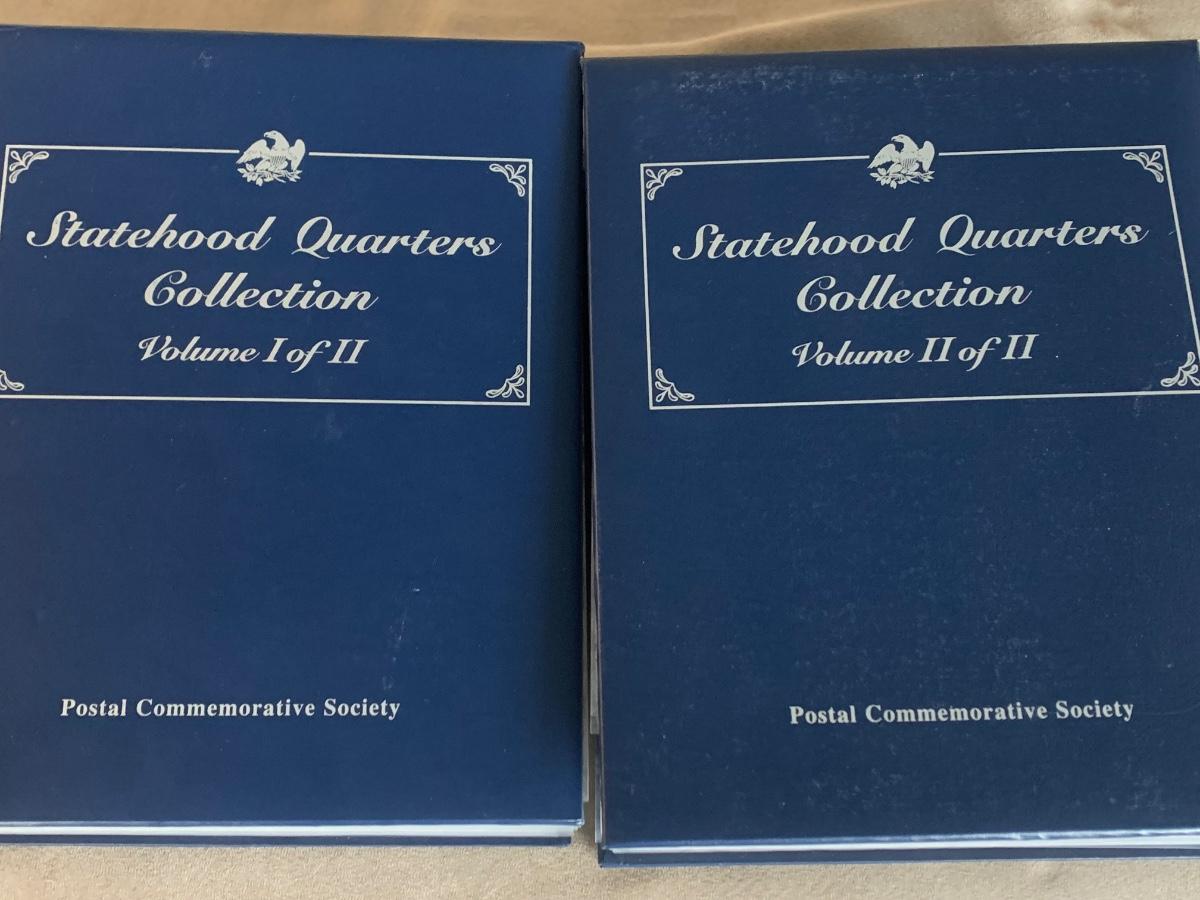 Statehood Quarters
Collection
Volume I of II
Postal Commemorative Society
Statehood Quarters
Collection
Volume II of II
Postal Commemorative Society